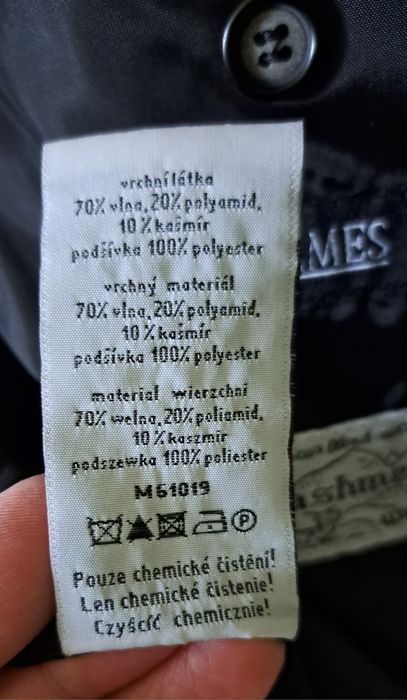 vrchní látka
70% vlna, 20% polyamid,
10% kašmír
podšívka 100% polyester
vrchný materiál
70% vlna, 20% polyamid,
10% kašmír
podšívka 100% polyester
materiał wierzchni
70% wełna, 20% poliamid,
10% kaszmir
podszewka 100% poliester
M61019
P
Pouze chemické čistění!
Len chemické čistenie!
Czyścić chemicznie!
MES